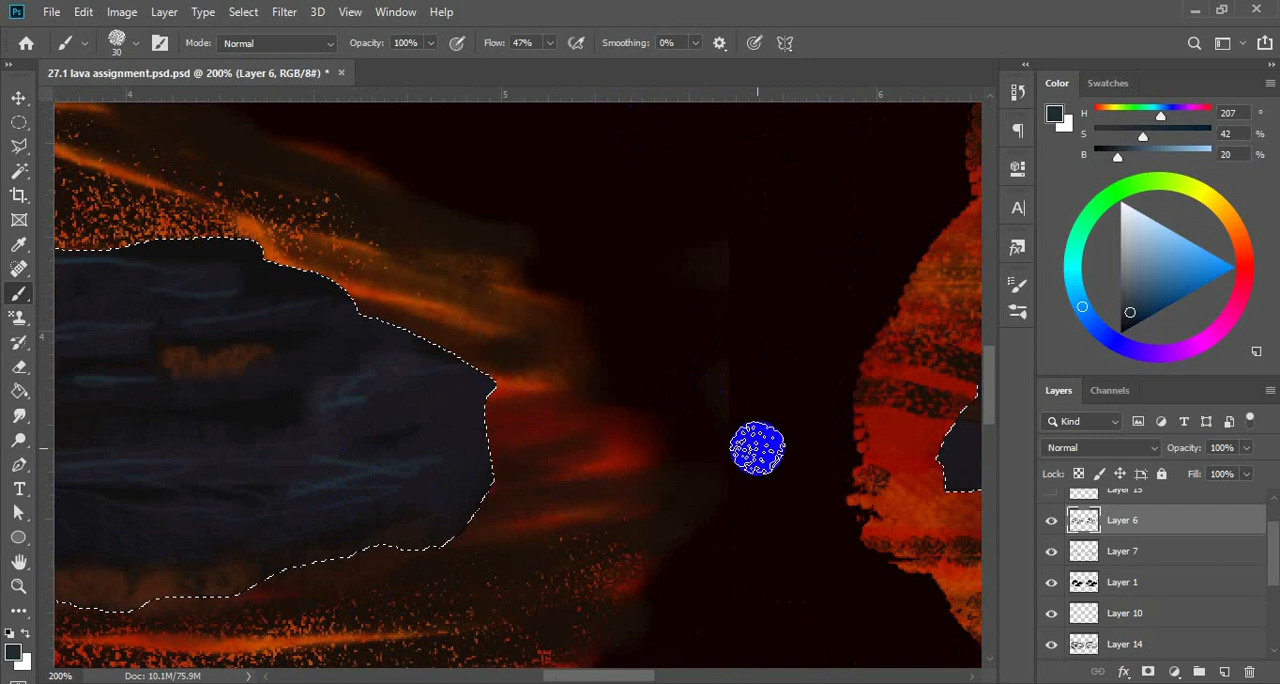 Ps File Edit Image Layer Type Select Filter 3D View Window Help
30 Mode: Normal Opacity: 100% Flow: 47% Smoothing: 0%
27.1 lava assignment.psd.psd @ 200% (Layer 6, RGB/8#) * ×
4 5 6
4
Color Swatches
H 207 °
S 42 %
B 20 %
Layers Channels
Kind
Normal Opacity: 100%
Lock: Fill: 100%
Layer 15
Layer 6
Layer 7
Layer 1
Layer 10
Layer 14
200% Doc: 10.1M/75.9M